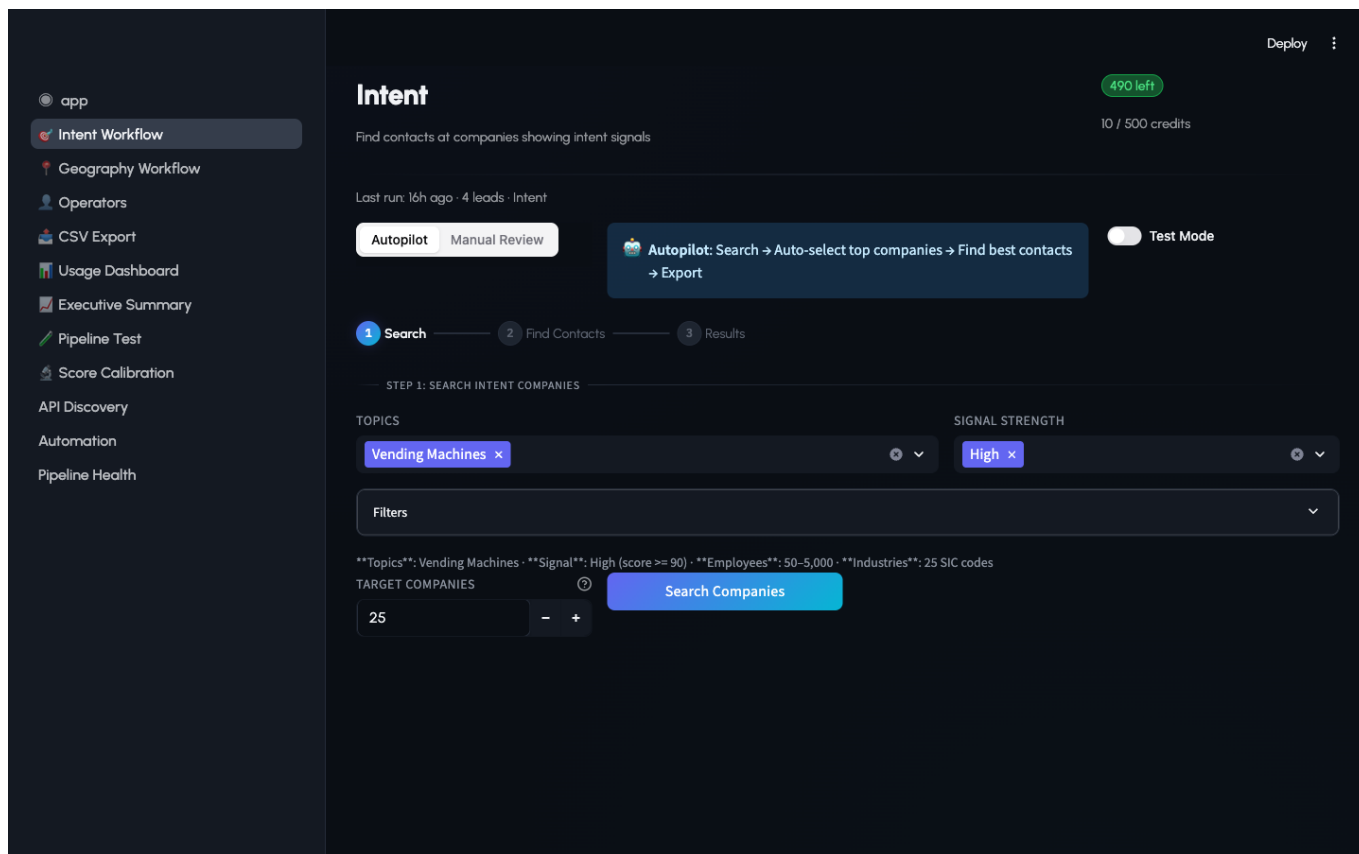 Deploy
app
Intent Workflow
Geography Workflow
Operators
CSV Export
Usage Dashboard
Executive Summary
Pipeline Test
Score Calibration
API Discovery
Automation
Pipeline Health
Intent
490 left
Find contacts at companies showing intent signals
10 / 500 credits
Last run: 16h ago · 4 leads · Intent
Autopilot
Manual Review
Autopilot: Search → Auto-select top companies → Find best contacts
→ Export
Test Mode
1 Search
2 Find Contacts
3 Results
STEP 1: SEARCH INTENT COMPANIES
TOPICS
SIGNAL STRENGTH
Vending Machines ×
High ×
Filters
**Topics**: Vending Machines · **Signal**: High (score >= 90) · **Employees**: 50–5,000 · **Industries**: 25 SIC codes
TARGET COMPANIES
Search Companies
25